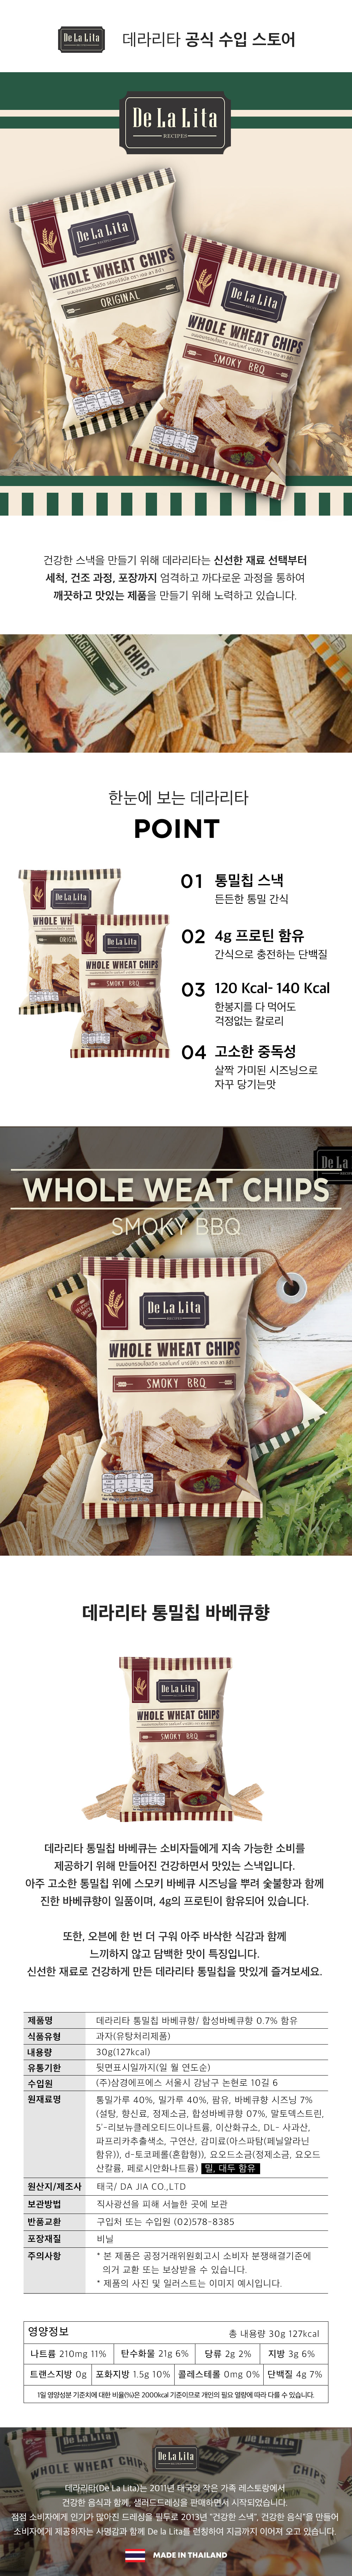 De La Lita
데라리타 공식 수입 스토어
De La Lita
RECIPES
De La Lita
WHOLE WHEAT CHIPS
ORIGINAL
De La Lita
WHOLE WHEAT CHIPS
SMOKY BBQ
건강한 스낵을 만들기 위해 데라리타는 신선한 재료 선택부터
세척, 건조 과정, 포장까지 엄격하고 까다로운 과정을 통하여
깨끗하고 맛있는 제품을 만들기 위해 노력하고 있습니다.
ORIGINAL
AT CHIPS
한눈에 보는 데라리타
POINT
De La Lita
WHOLE WH
ORIGIN
De La Lita
WHOLE WHEAT CHIPS
SMOKY BBQ
01 통밀칩 스낵
든든한 통밀 간식
02 4g 프로틴 함유
간식으로 충전하는 단백질
03 120 Kcal- 140 Kcal
한봉지를 다 먹어도
걱정없는 칼로리
04 고소한 중독성
살짝 가미된 시즈닝으로
자꾸 당기는맛
De La
WHOLE WEAT CHIPS
SMOKY BBQ
De La Lita
RECIPES
WHOLE WHEAT CHIPS
SMOKY BBQ
데라리타 통밀칩 바베큐향
De La Lita
WHOLE WHEAT CHIPS
SMOKY BBQ
데라리타 통밀칩 바베큐는 소비자들에게 지속 가능한 소비를
제공하기 위해 만들어진 건강하면서 맛있는 스낵입니다.
아주 고소한 통밀칩 위에 스모키 바베큐 시즈닝을 뿌려 숯불향과 함께
진한 바베큐향이 일품이며, 4g의 프로틴이 함유되어 있습니다.
또한, 오븐에 한 번 더 구워 아주 바삭한 식감과 함께
느끼하지 않고 담백한 맛이 특징입니다.
신선한 재료로 건강하게 만든 데라리타 통밀칩을 맛있게 즐겨보세요.
제품명 데라리타 통밀칩 바베큐향/ 합성바베큐향 0.7% 함유
식품유형 과자(유탕처리제품)
내용량 30g(127kcal)
유통기한 뒷면표시일까지(일 월 연도순)
수입원 (주)삼경에프에스 서울시 강남구 논현로 10길 6
원재료명 통밀가루 40%, 밀가루 40%, 팜유, 바베큐향 시즈닝 7%
(설탕, 향신료, 정제소금, 합성바베큐향 07%, 말토덱스트린,
5'-리보뉴클레오티드이나트륨, 이산화규소, DL- 사과산,
파프리카추출색소, 구연산, 감미료(아스파탐(페닐알라닌
함유)), d-토코페롤(혼합형)), 요오드소금(정제소금, 요오드
산칼륨, 페로시안화나트륨) 밀, 대두 함유
원산지/제조사 태국/ DA JIA CO.,LTD
보관방법 직사광선을 피해 서늘한 곳에 보관
반품교환 구입처 또는 수입원 (02)578-8385
포장재질 비닐
주의사항 * 본 제품은 공정거래위원회고시 소비자 분쟁해결기준에
의거 교환 또는 보상받을 수 있습니다.
* 제품의 사진 및 일러스트는 이미지 예시입니다.
영양정보 총 내용량 30g 127kcal
나트륨 210mg 11% 탄수화물 21g 6% 당류 2g 2% 지방 3g 6%
트랜스지방 0g 포화지방 1.5g 10% 콜레스테롤 0mg 0% 단백질 4g 7%
1일 영양성분 기준치에 대한 비율(%)은 2000kcal 기준이므로 개인의 필요 열량에 따라 다를 수 있습니다.
De La Lita
데라리타(De La Lita)는 2011년 태국의 작은 가족 레스토랑에서
건강한 음식과 함께, 샐러드드레싱을 판매하면서 시작되었습니다.
점점 소비자에게 인기가 많아진 드레싱을 필두로 2013년 "건강한 스낵", 건강한 음식"을 만들어
소비자에게 제공하자는 사명감과 함께 De la Lita를 런칭하여 지금까지 이어져 오고 있습니다.
MADE IN THAILAND